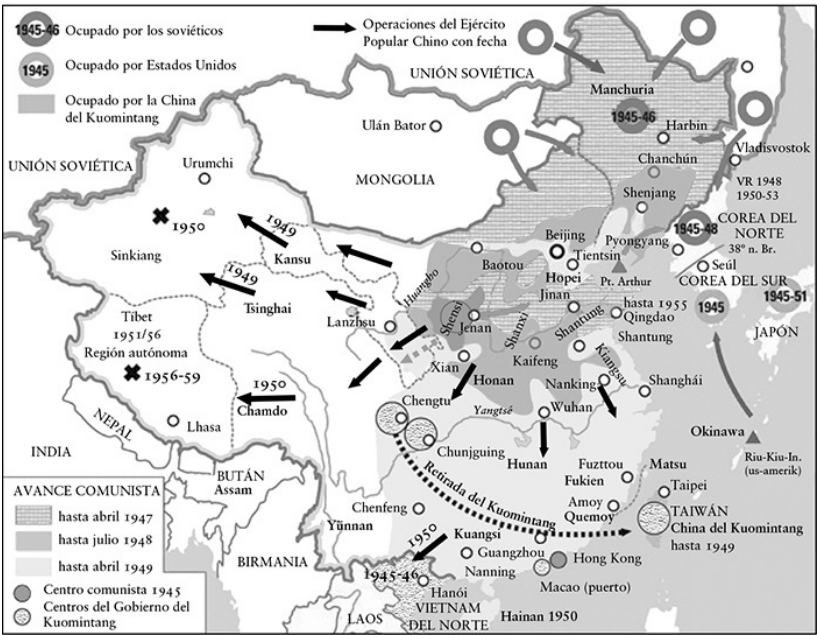 1945-46
Ocupado por los soviéticos
1945
Ocupado por Estados Unidos
Ocupado por la China
del Kuomintang
Operaciones del Ejército
Popular Chino con fecha
UNIÓN SOVIÉTICA
Manchuria
1945-46
Harbin
Chanchún
Vladisvostok
Ulán Bator
UNIÓN SOVIÉTICA
Urumchi
MONGOLIA
Shenjang
VR 1948
1950-53
COREA DEL
NORTE
1945-48
38º n. Br.
Pyongyang
1950
1949
Sinkiang
Kansu
Beijing
Tientsin
Baotou
Hopei
Pt. Arthur
Seúl
COREA DEL SUR
1949
Tsinghai
Huangbo
Jinan
hasta 1955
Qingdao
1945
1945-51
JAPÓN
Tíbet
1951/56
Región autónoma
1956-59
Lanzhsu
Shensi
Jenan
Shanxi
Shantung
Shantung
Xian
Kaifeng
Honan
Kiangsu
Nanking
Shanghái
1950
Chamdo
Chengtu
Yangtsé
Wuhan
NEPAL
Lhasa
INDIA
Chunjguing
Hunan
Okinawa
Riu-Kiu-In.
(us-amerik)
BUTÁN
Assam
Retirada del Kuomintang
Fuzttou
Fukien
Matsu
Taipei
Amoy
Quemoy
TAIWÁN
China del Kuomintang
hasta 1949
AVANCE COMUNISTA
hasta abril 1947
hasta julio 1948
hasta abril 1949
Centro comunista 1945
Centros del Gobierno del
Kuomintang
Chenfeng
Yünnan
BIRMANIA
1950
Kuangsi
Guangzhou
Nanning
Hong Kong
Macao (puerto)
1945-46
Hanói
VIETNAM
DEL NORTE
LAOS
Hainan 1950